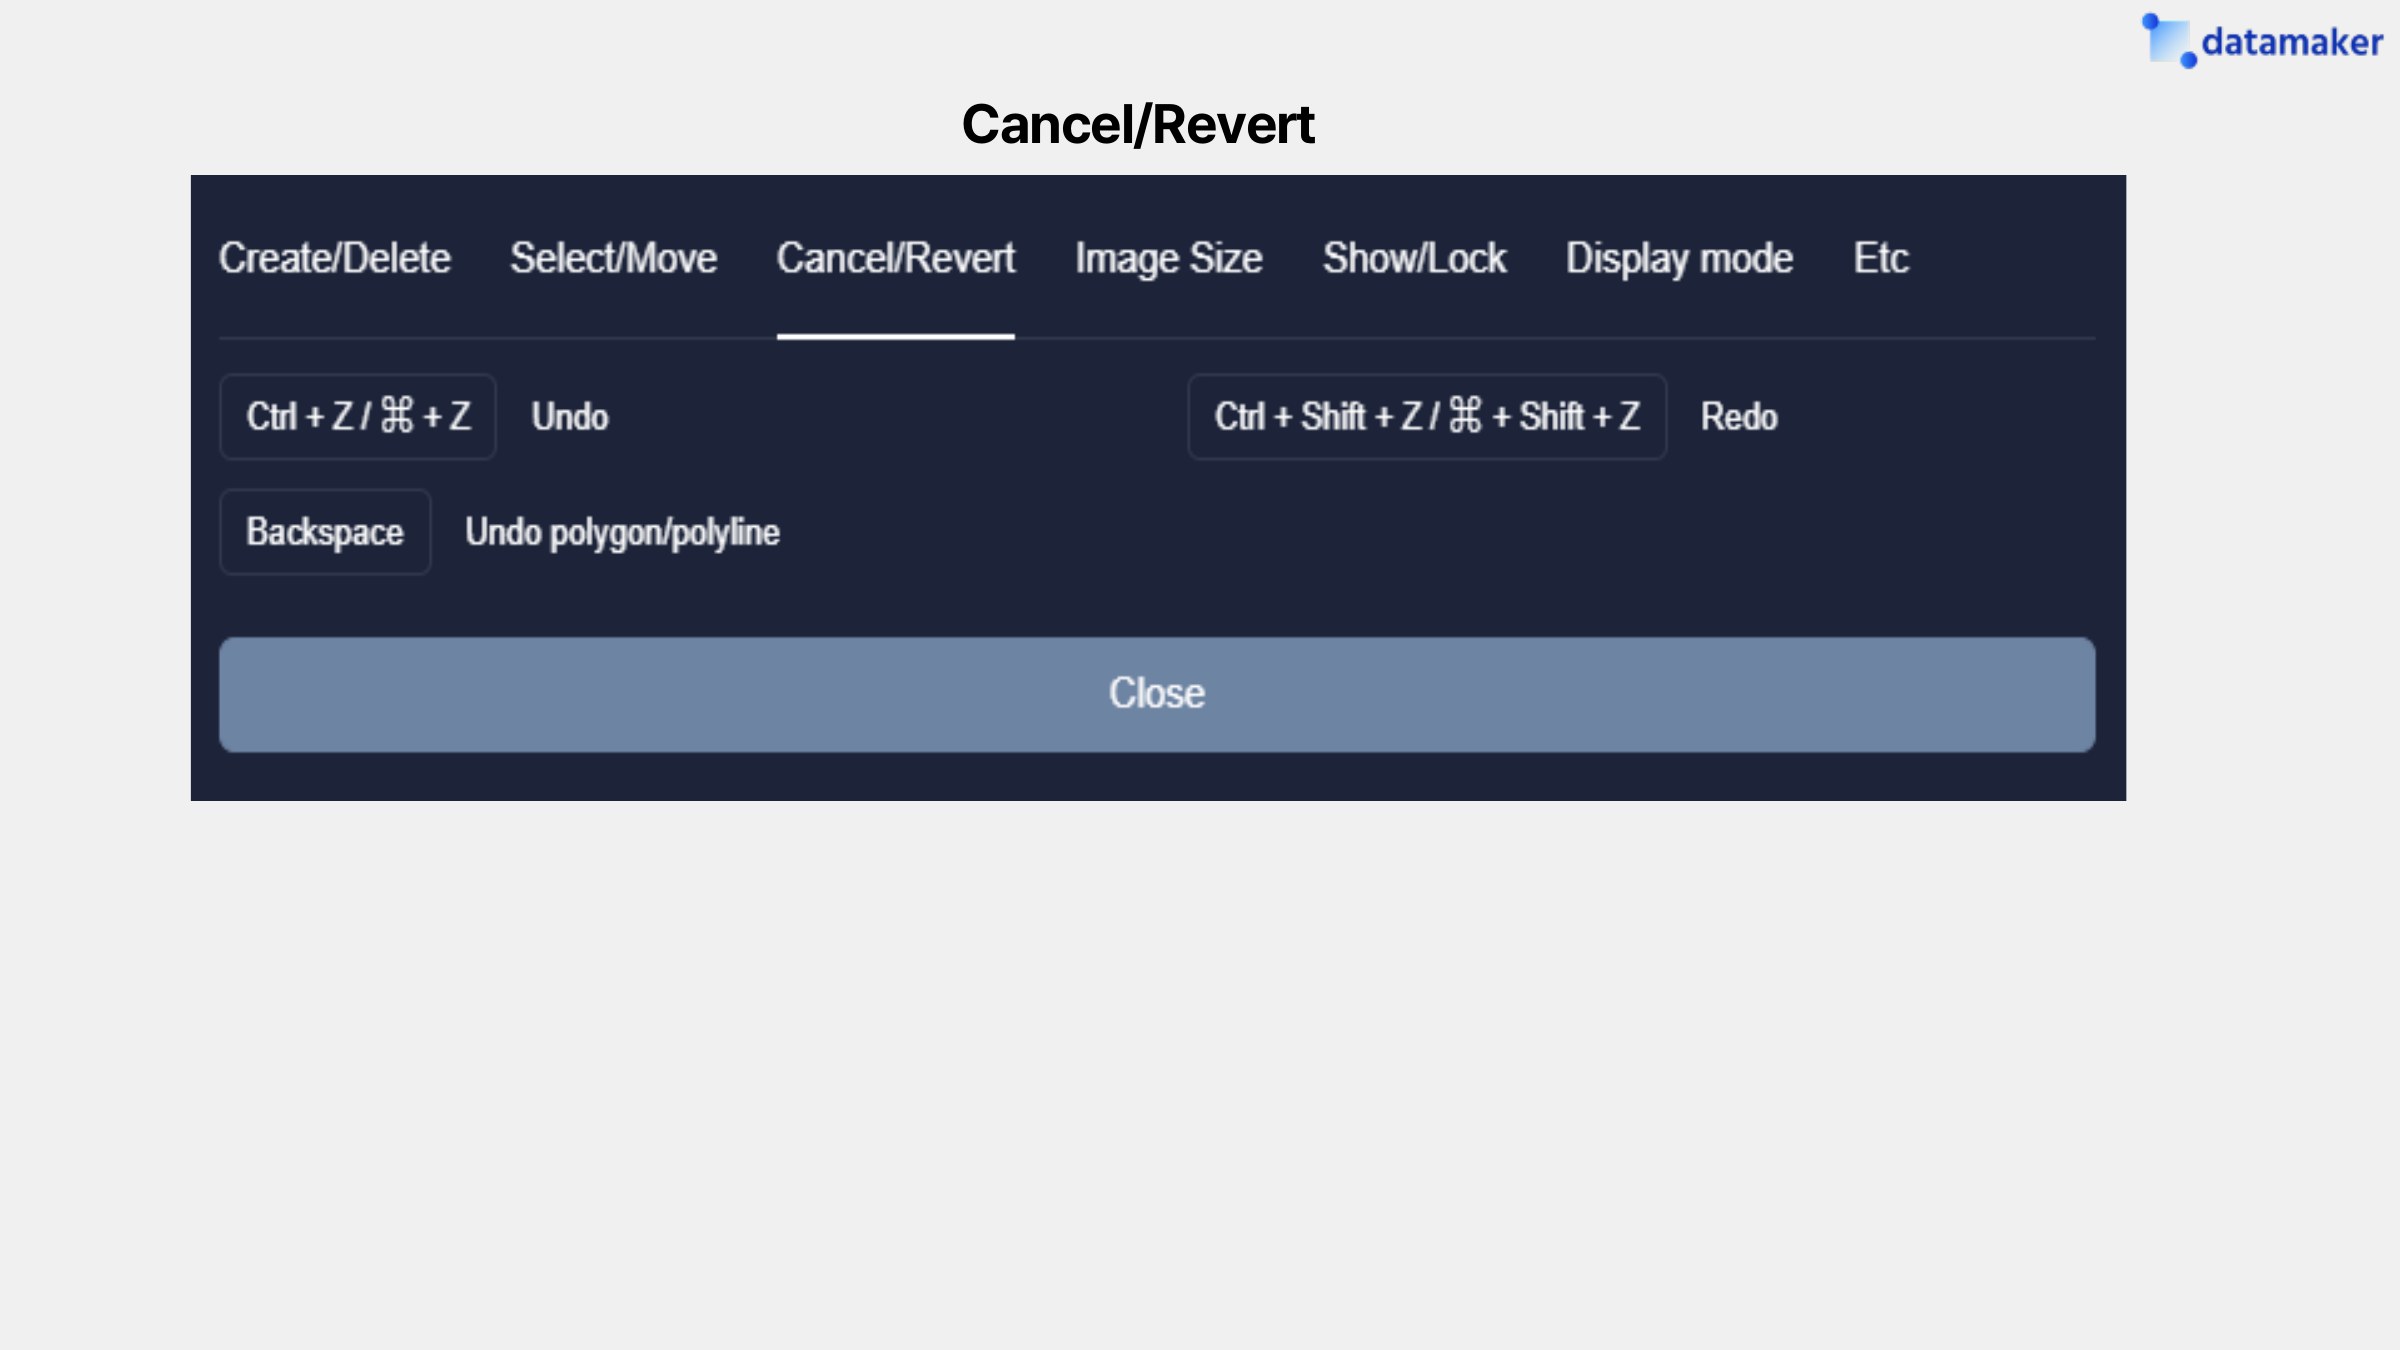 datamaker
Cancel/Revert
Create/Delete Select/Move Cancel/Revert Image Size Show/Lock Display mode Etc
Ctrl + Z / ⌘ + Z Undo Ctrl + Shift + Z / ⌘ + Shift + Z Redo
Backspace Undo polygon/polyline
Close